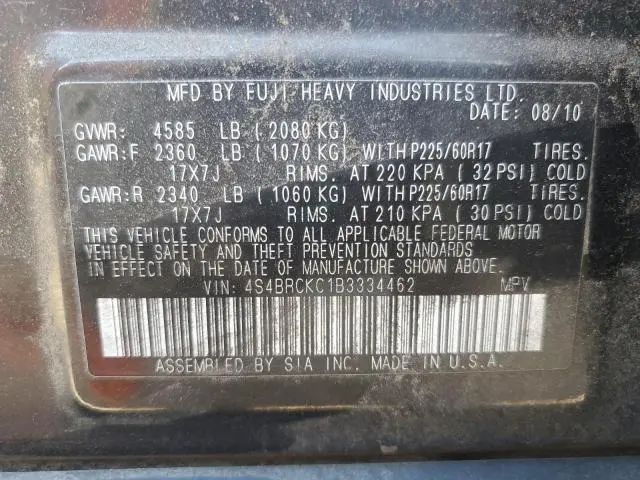 MFD BY FUJI HEAVY INDUSTRIES LTD.
DATE: 08/10
GVWR: 4585 LB ( 2080 KG)
GAWR:F 2360 LB ( 1070 KG) WITH P225/60R17 TIRES.
17X7J RIMS. AT 220 KPA ( 32 PSI) COLD
GAWR:R 2340 LB ( 1060 KG) WITH P225/60R17 TIRES.
17X7J RIMS. AT 210 KPA ( 30 PSI) COLD
THIS VEHICLE CONFORMS TO ALL APPLICABLE FEDERAL MOTOR
VEHICLE SAFETY AND THEFT PREVENTION STANDARDS
IN EFFECT ON THE DATE OF MANUFACTURE SHOWN ABOVE.
VIN: 4S4BRCKC1B3334462 MPV
ASSEMBLED BY SIA INC. MADE IN U.S.A.